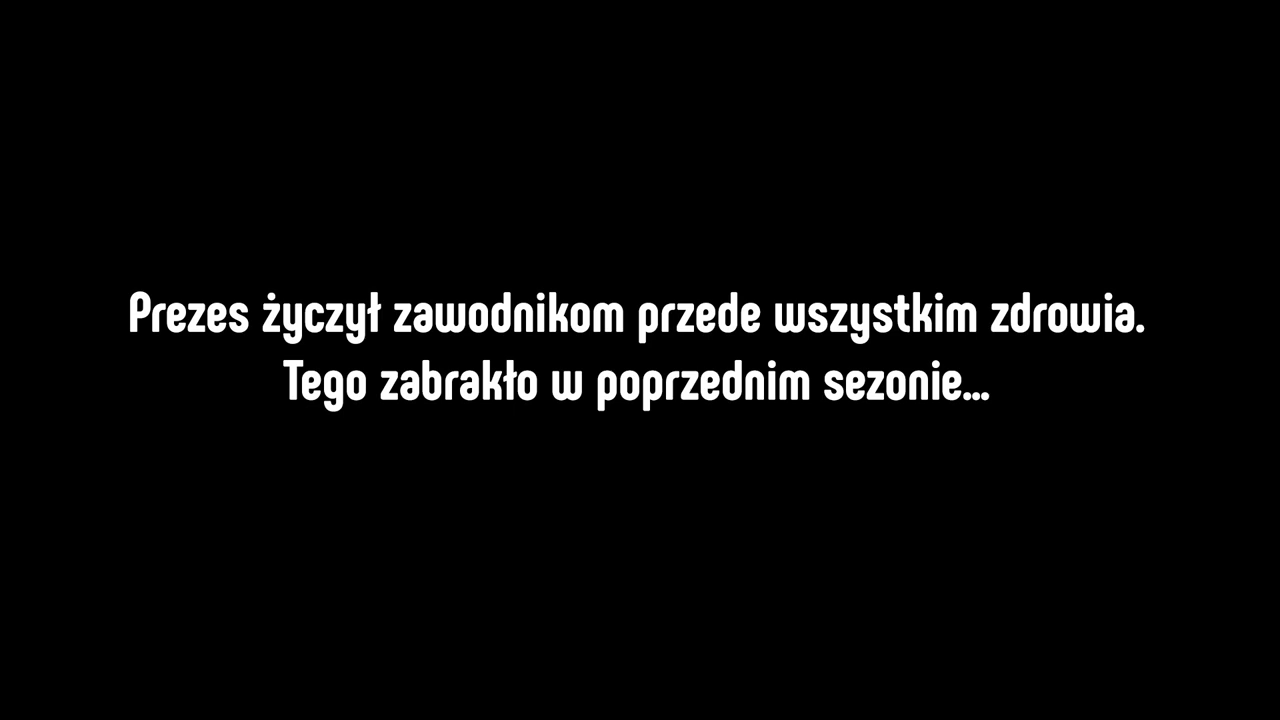 Prezes życzył zawodnikom przede wszystkim zdrowia.
Tego zabrakło w poprzednim sezonie...